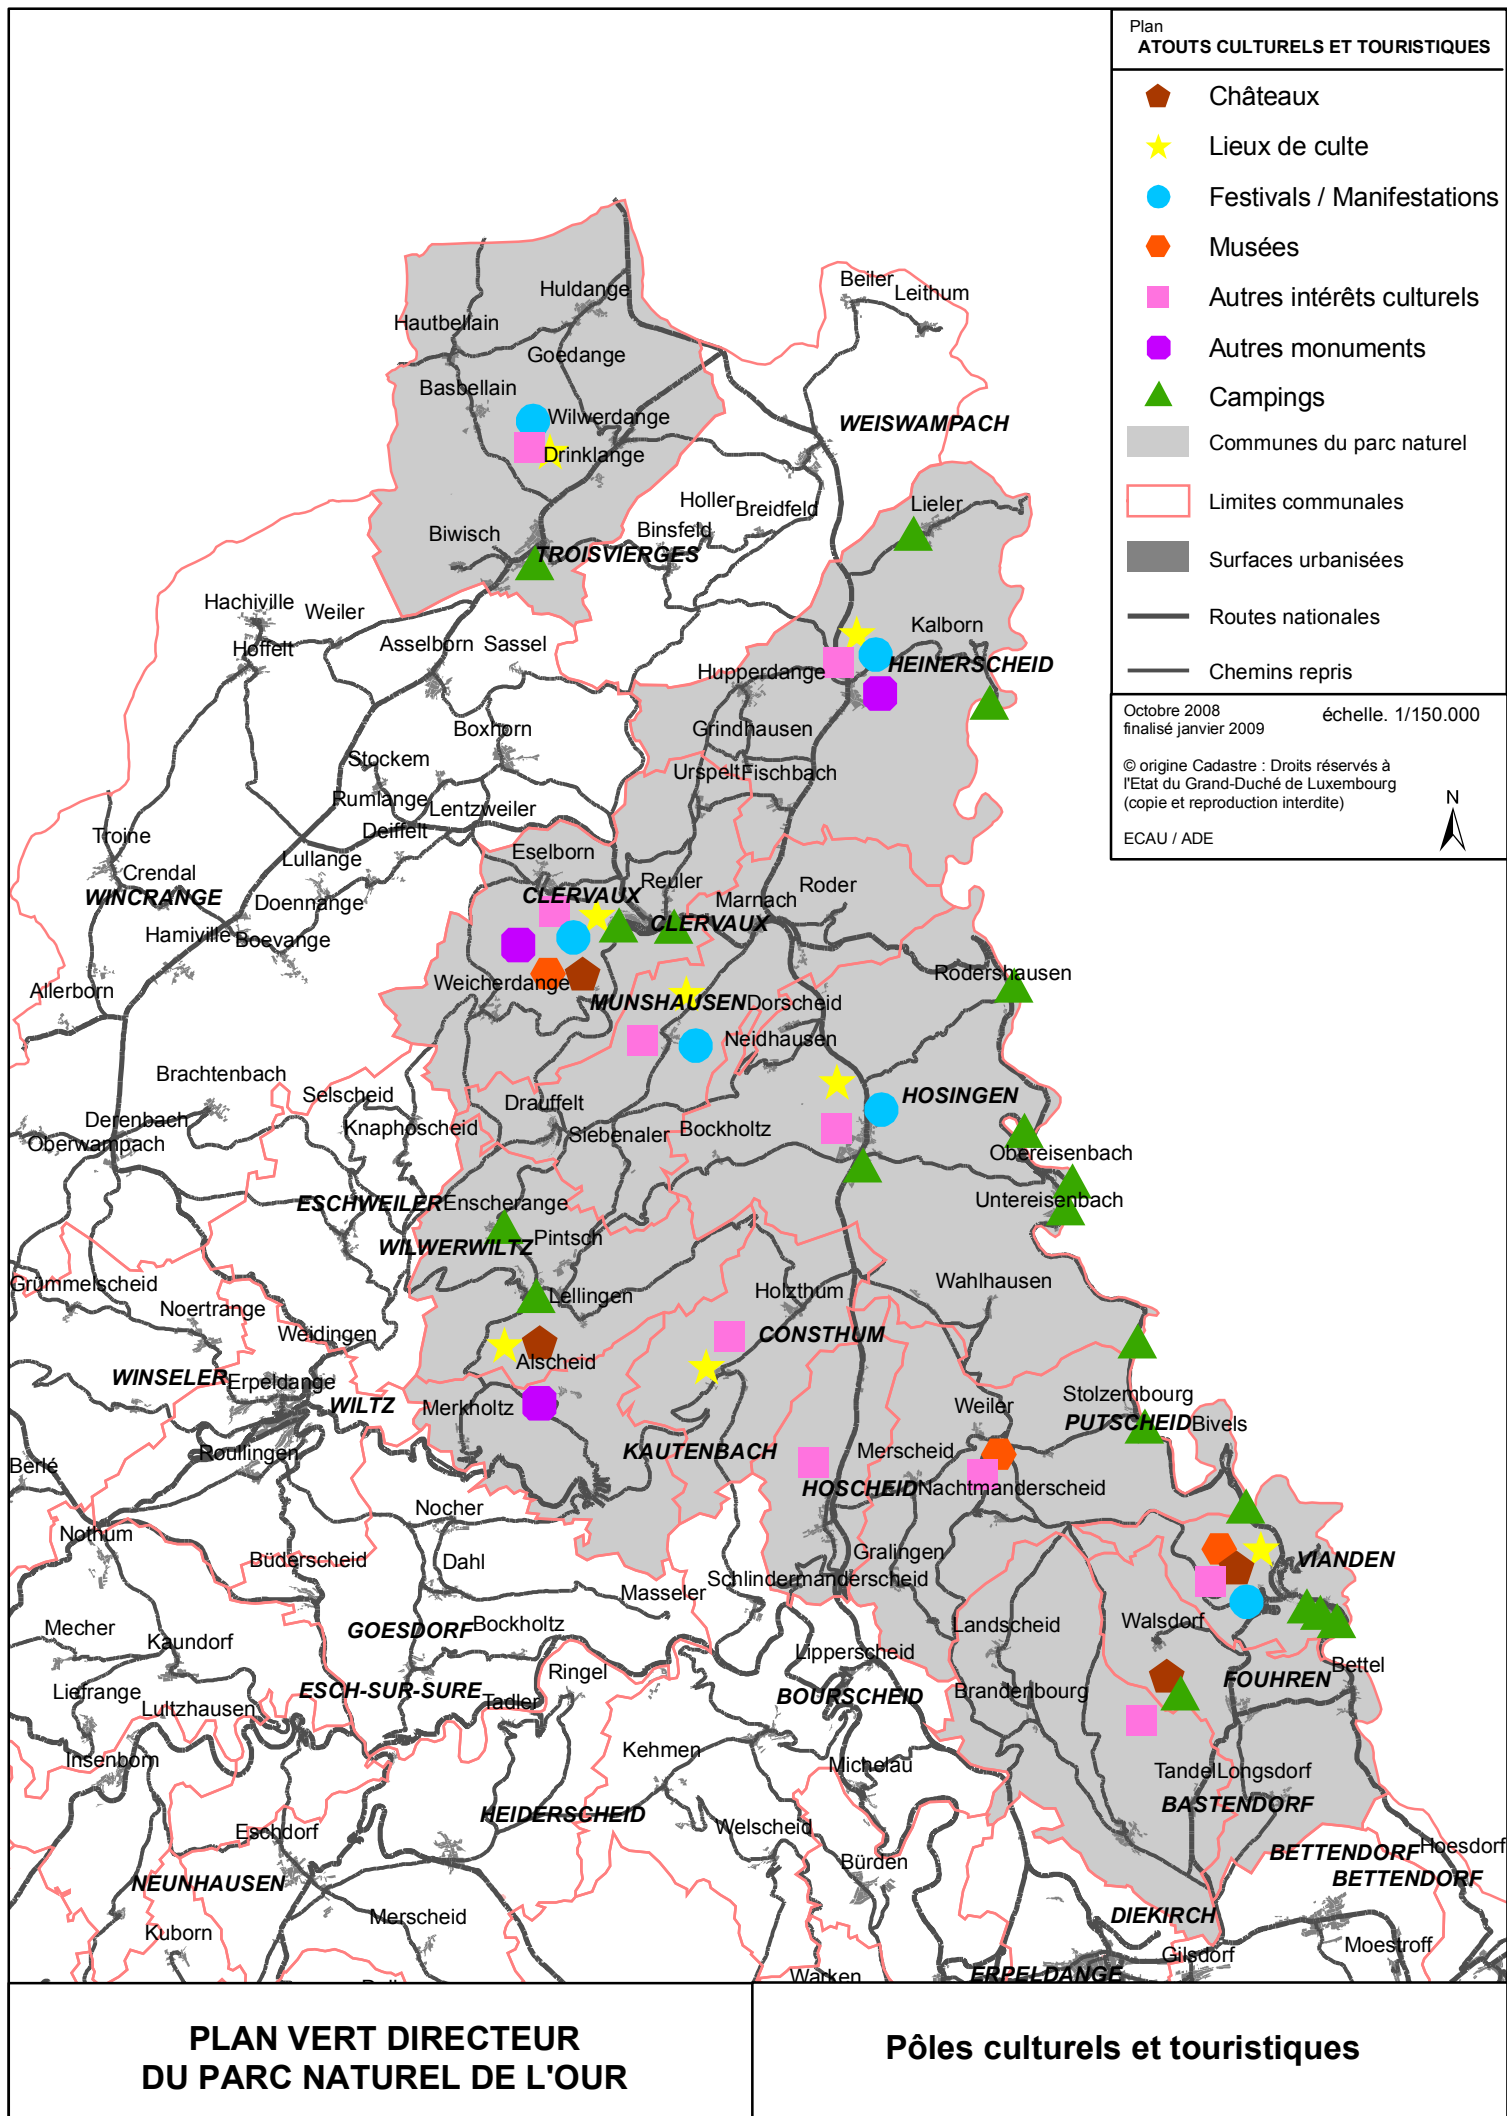 Plan
ATOUTS CULTURELS ET TOURISTIQUES
Châteaux
Lieux de culte
Festivals / Manifestations
Musées
Autres intérêts culturels
Autres monuments
Campings
Communes du parc naturel
Limites communales
Surfaces urbanisées
Routes nationales
Chemins repris
Octobre 2008
finalisé janvier 2009
échelle. 1/150.000
© origine Cadastre : Droits réservés à
l'Etat du Grand-Duché de Luxembourg
(copie et reproduction interdite)
ECAU / ADE
N
Beiler
Leithum
Huldange
Hautbellain
Goedange
Basbellain
Wilwerdange
WEISWAMPACH
Drinklange
Holler
Breidfeld
Lieler
Biwisch
Binsfeld
TROISVIERGES
Hachiville
Weiler
Kalborn
Hoffelt
Asselborn
Sassel
Hupperdange
HEINERSCHEID
Boxhorn
Grindhausen
Stockem
Urspelt
Fischbach
Rumlange
Lentzweiler
Troine
Deiffelt
Crendal
Lullange
Eselborn
WINCRANGE
Doennange
CLERVAUX
Reuler
Roder
Marnach
Hamiville
Boevange
CLERVAUX
Allerborn
Weicherdange
Rodershausen
MUNSHAUSEN
Dorscheid
Neidhausen
Brachtenbach
Selscheid
Derenbach
Drauffelt
HOSINGEN
Oberwampach
Knaphoscheid
Siebenaler
Bockholtz
Obereisenbach
ESCHWEILER
Enscherange
Untereisenbach
WILWERWILTZ
Pintsch
Grümmelscheid
Noertrange
Lellingen
Holzthum
Wahlhausen
Weidingen
CONSTHUM
WINSELER
Erpeldange
Alscheid
WILTZ
Merkholtz
Weiler
Stolzembourg
PUTSCHEID
Bivels
Roullingen
KAUTENBACH
Merscheid
Berlé
HOSCHEID
Nachtmanderscheid
Nocher
Nothum
Büderscheid
Dahl
Gralingen
VIANDEN
Masseler
Schlindermanderscheid
Mecher
Kaundorf
GOESDORF
Bockholtz
Landscheid
Walsdorf
Lipperscheid
Ringel
Bettel
Liefrange
Lultzhausen
ESCH-SUR-SURE
Tadler
BOURSCHEID
Brandenbourg
FOUHREN
Insenborn
Kehmen
Michelau
Tandel
Longsdorf
HEIDERSCHEID
BASTENDORF
Eschdorf
Welscheid
Bürden
BETTENDORF
Hoesdorf
NEUNHAUSEN
BETTENDORF
Merscheid
DIEKIRCH
Kuborn
Gilsdorf
Moestroff
Warken
ERPELDANGE
PLAN VERT DIRECTEUR
DU PARC NATUREL DE L'OUR
Pôles culturels et touristiques